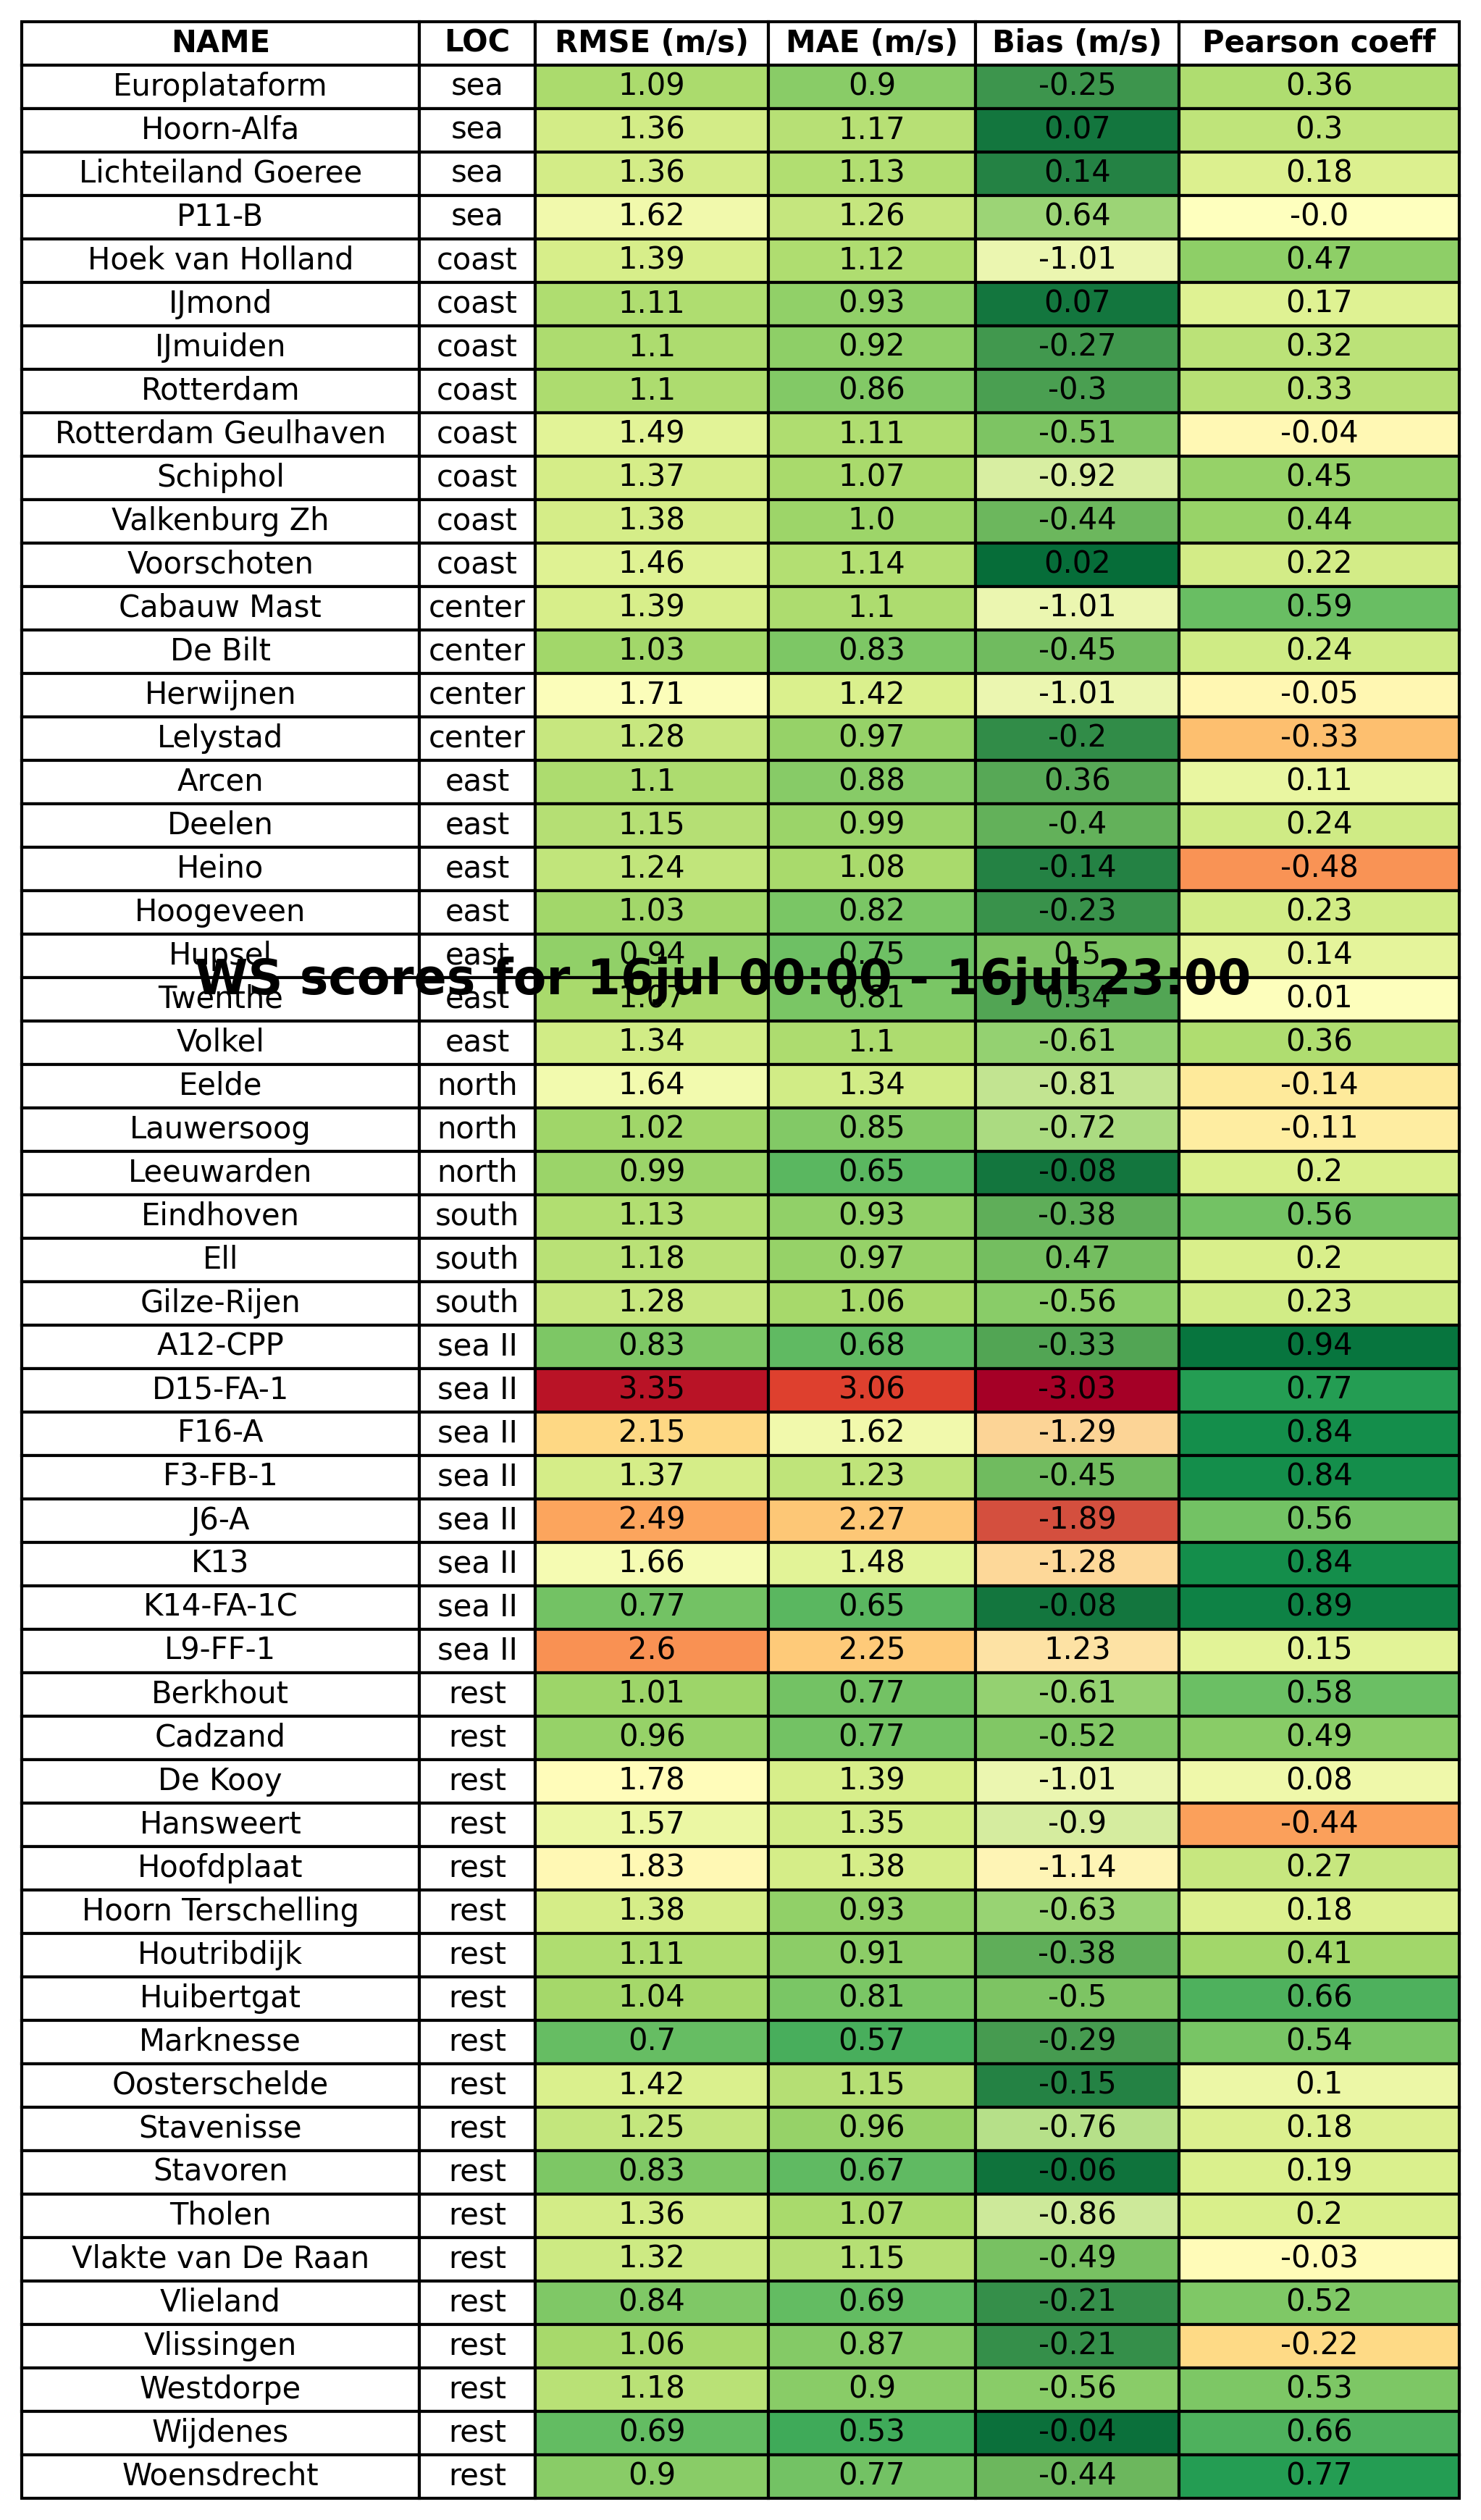 NAME LOC RMSE (m/s) MAE (m/s) Bias (m/s) Pearson coeff
Europlataform sea 1.09 0.9 -0.25 0.36
Hoorn-Alfa sea 1.36 1.17 0.07 0.3
Lichteiland Goeree sea 1.36 1.13 0.14 0.18
P11-B sea 1.62 1.26 0.64 -0.0
Hoek van Holland coast 1.39 1.12 -1.01 0.47
IJmond coast 1.11 0.93 0.07 0.17
IJmuiden coast 1.1 0.92 -0.27 0.32
Rotterdam coast 1.1 0.86 -0.3 0.33
Rotterdam Geulhaven coast 1.49 1.11 -0.51 -0.04
Schiphol coast 1.37 1.07 -0.92 0.45
Valkenburg Zh coast 1.38 1.0 -0.44 0.44
Voorschoten coast 1.46 1.14 0.02 0.22
Cabauw Mast center 1.39 1.1 -1.01 0.59
De Bilt center 1.03 0.83 -0.45 0.24
Herwijnen center 1.71 1.42 -1.01 -0.05
Lelystad center 1.28 0.97 -0.2 -0.33
Arcen east 1.1 0.88 0.36 0.11
Deelen east 1.15 0.99 -0.4 0.24
Heino east 1.24 1.08 -0.14 -0.48
Hoogeveen east 1.03 0.82 -0.23 0.23
Hupsel east 0.94 0.75 0.5 0.14
WS scores for 16jul 00:00 - 16jul 23:00
Twenthe east 1.07 0.81 0.34 0.01
Volkel east 1.34 1.1 -0.61 0.36
Eelde north 1.64 1.34 -0.81 -0.14
Lauwersoog north 1.02 0.85 -0.72 -0.11
Leeuwarden north 0.99 0.65 -0.08 0.2
Eindhoven south 1.13 0.93 -0.38 0.56
Ell south 1.18 0.97 0.47 0.2
Gilze-Rijen south 1.28 1.06 -0.56 0.23
A12-CPP sea II 0.83 0.68 -0.33 0.94
D15-FA-1 sea II 3.35 3.06 -3.03 0.77
F16-A sea II 2.15 1.62 -1.29 0.84
F3-FB-1 sea II 1.37 1.23 -0.45 0.84
J6-A sea II 2.49 2.27 -1.89 0.56
K13 sea II 1.66 1.48 -1.28 0.84
K14-FA-1C sea II 0.77 0.65 -0.08 0.89
L9-FF-1 sea II 2.6 2.25 1.23 0.15
Berkhout rest 1.01 0.77 -0.61 0.58
Cadzand rest 0.96 0.77 -0.52 0.49
De Kooy rest 1.78 1.39 -1.01 0.08
Hansweert rest 1.57 1.35 -0.9 -0.44
Hoofdplaat rest 1.83 1.38 -1.14 0.27
Hoorn Terschelling rest 1.38 0.93 -0.63 0.18
Houtribdijk rest 1.11 0.91 -0.38 0.41
Huibertgat rest 1.04 0.81 -0.5 0.66
Marknesse rest 0.7 0.57 -0.29 0.54
Oosterschelde rest 1.42 1.15 -0.15 0.1
Stavenisse rest 1.25 0.96 -0.76 0.18
Stavoren rest 0.83 0.67 -0.06 0.19
Tholen rest 1.36 1.07 -0.86 0.2
Vlakte van De Raan rest 1.32 1.15 -0.49 -0.03
Vlieland rest 0.84 0.69 -0.21 0.52
Vlissingen rest 1.06 0.87 -0.21 -0.22
Westdorpe rest 1.18 0.9 -0.56 0.53
Wijdenes rest 0.69 0.53 -0.04 0.66
Woensdrecht rest 0.9 0.77 -0.44 0.77